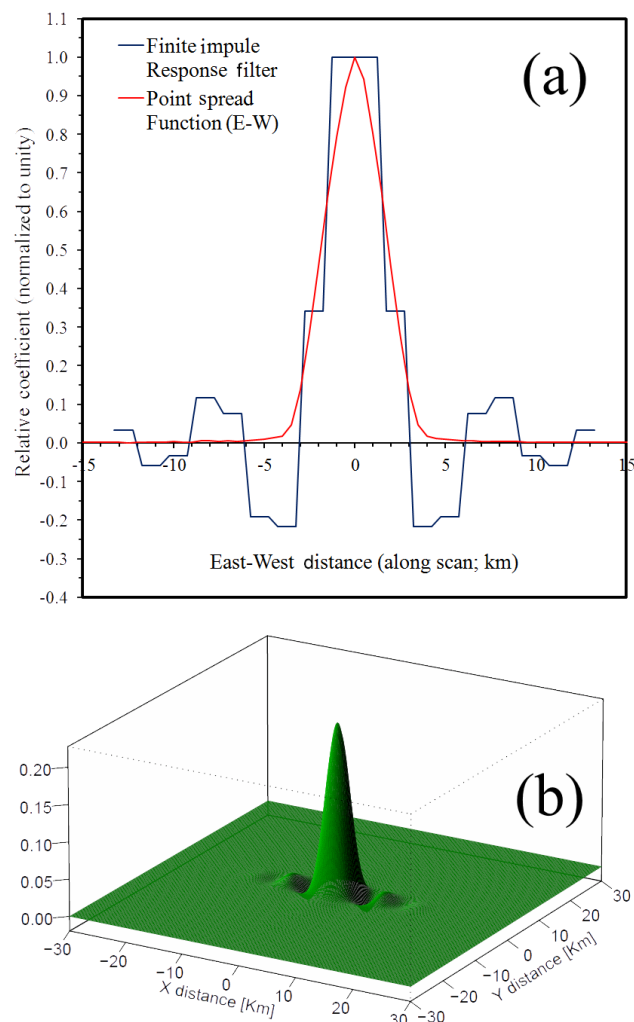 Finite impule
Response filter
Point spread
Function (E-W)
(a)
Relative coefficient (normalized to unity)
1.1
1.0
0.9
0.8
0.7
0.6
0.5
0.4
0.3
0.2
0.1
0.0
-0.1
-0.2
-0.3
-0.4
-15 -10 -5 0 5 10 15
East-West distance (along scan; km)
(b)
0.20
0.15
0.10
0.05
0.00
−30 −20 −10 0 10 20 30
X distance [Km]
−30 −20 −10 0 10 20 30
Y distance [Km]